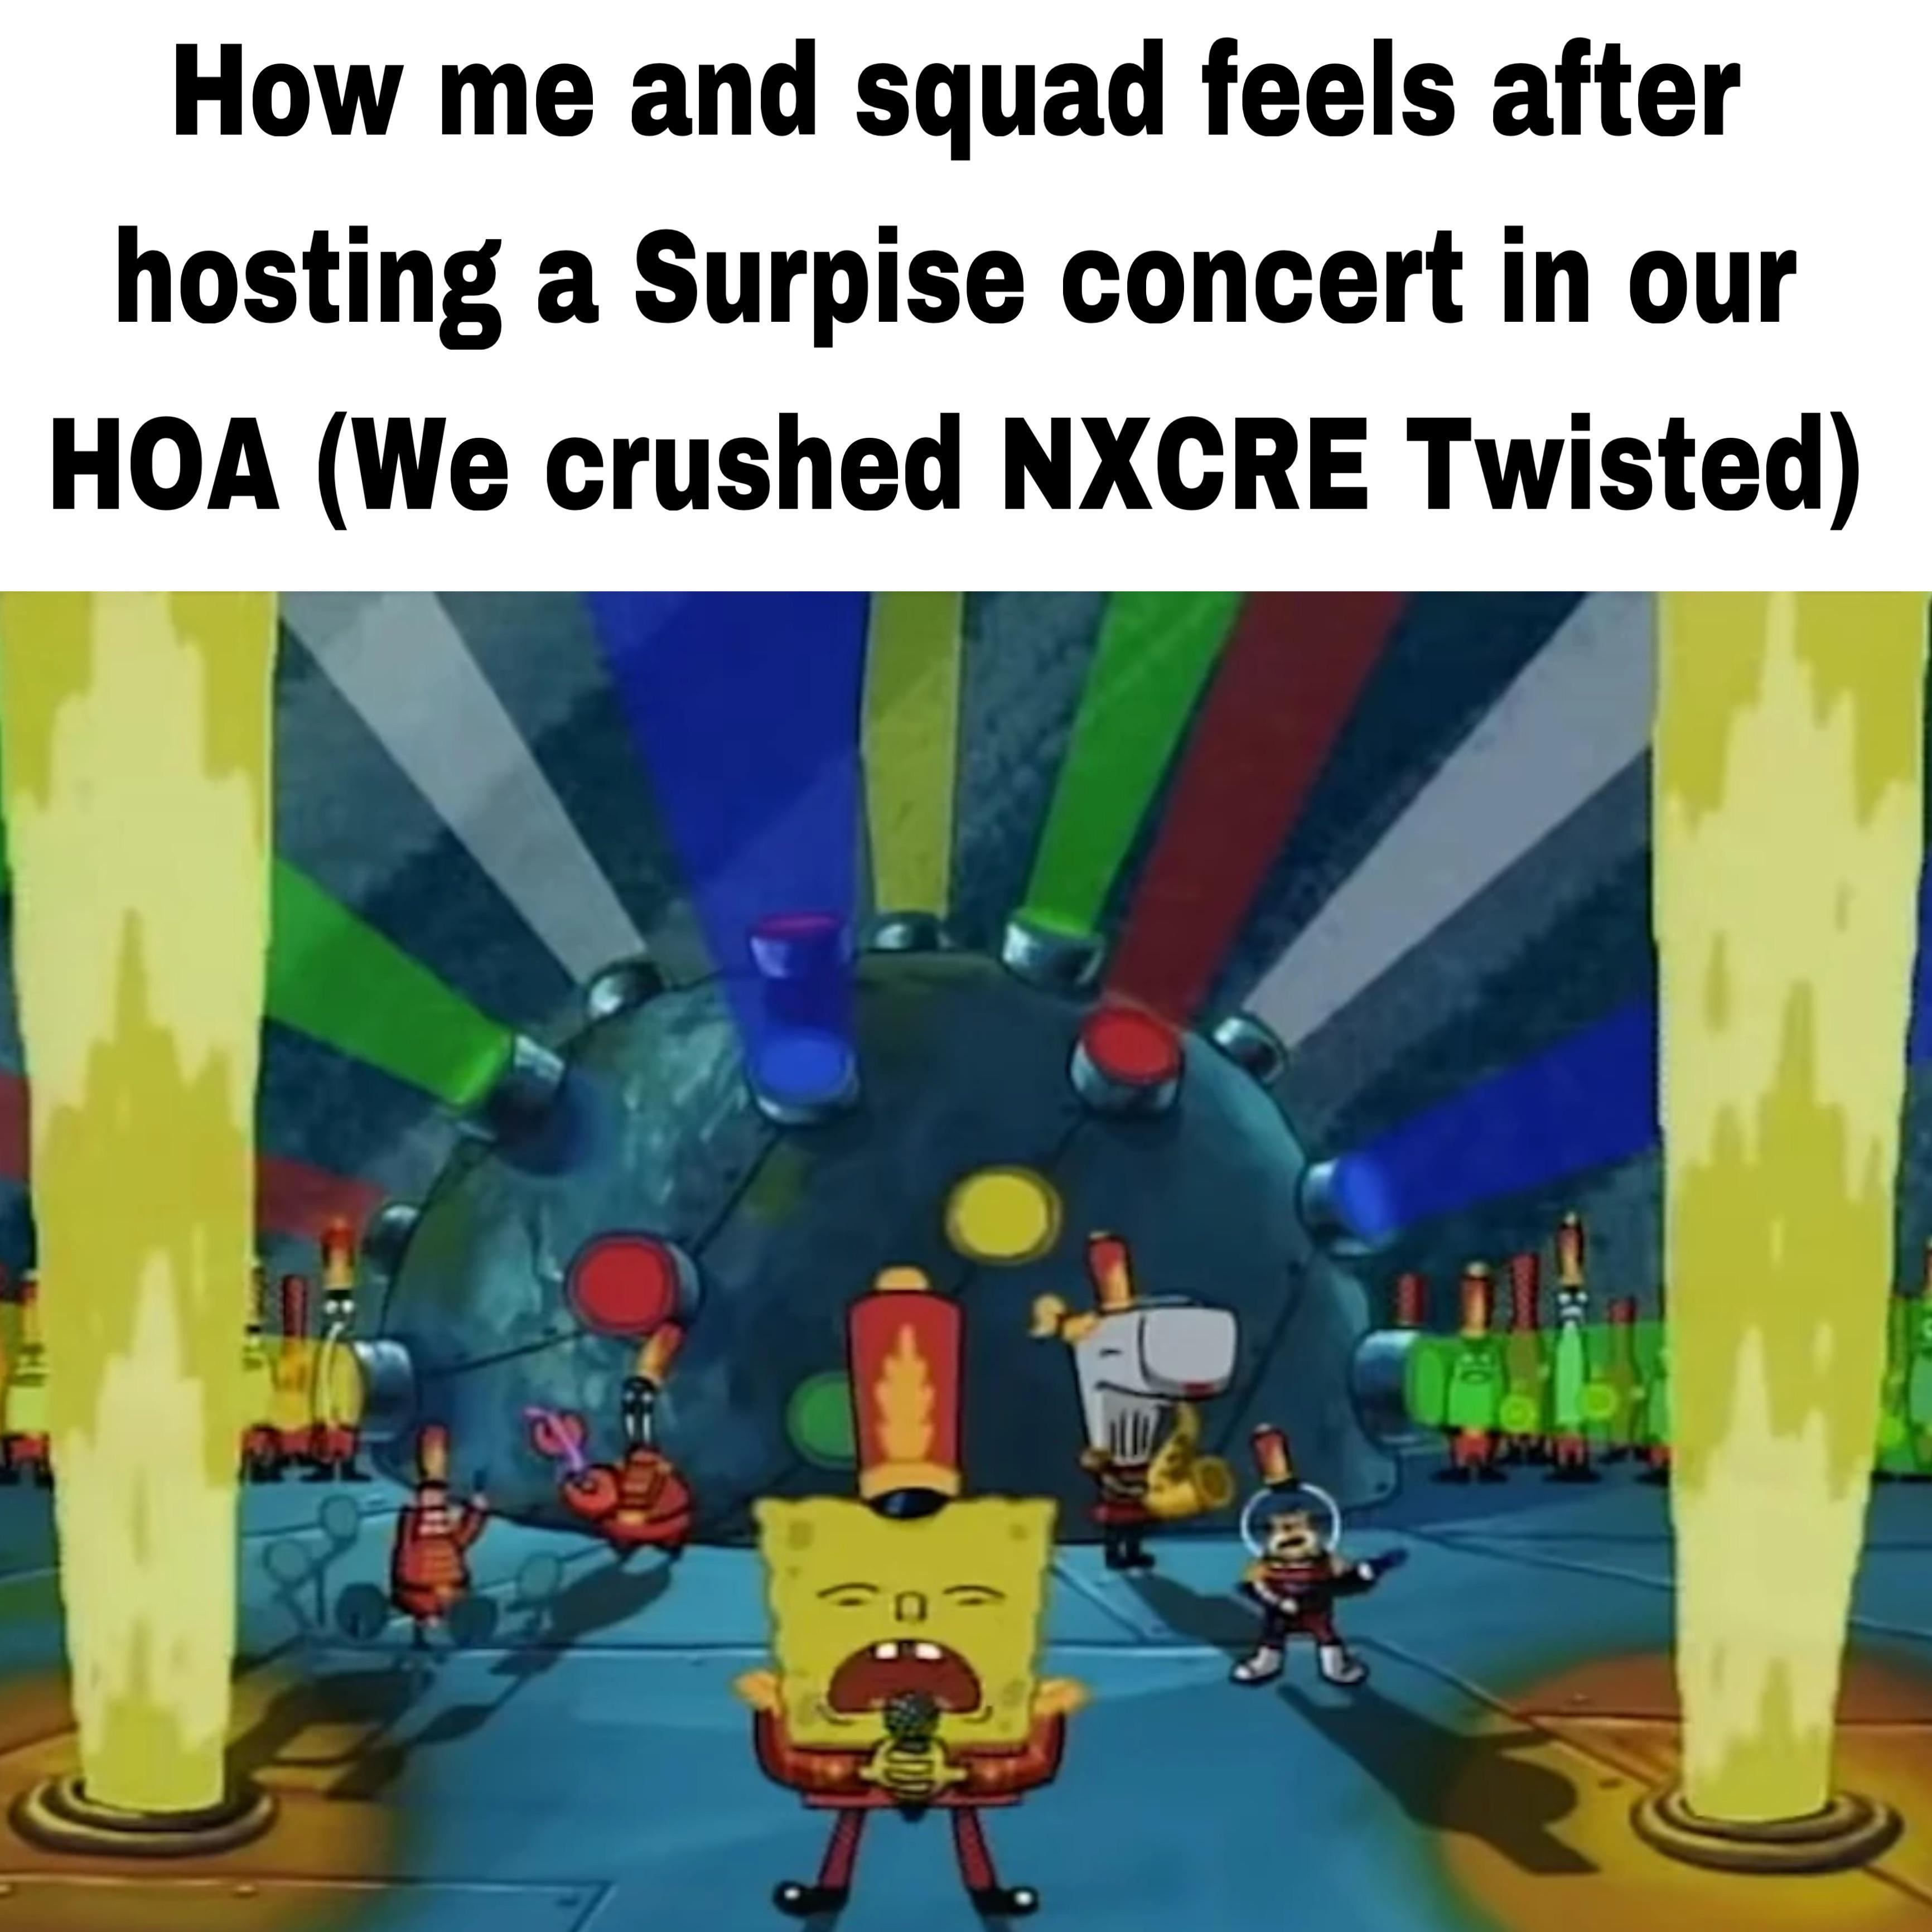 How me and squad feels after
hosting a Surpise concert in our
HOA (We crushed NXCRE Twisted)